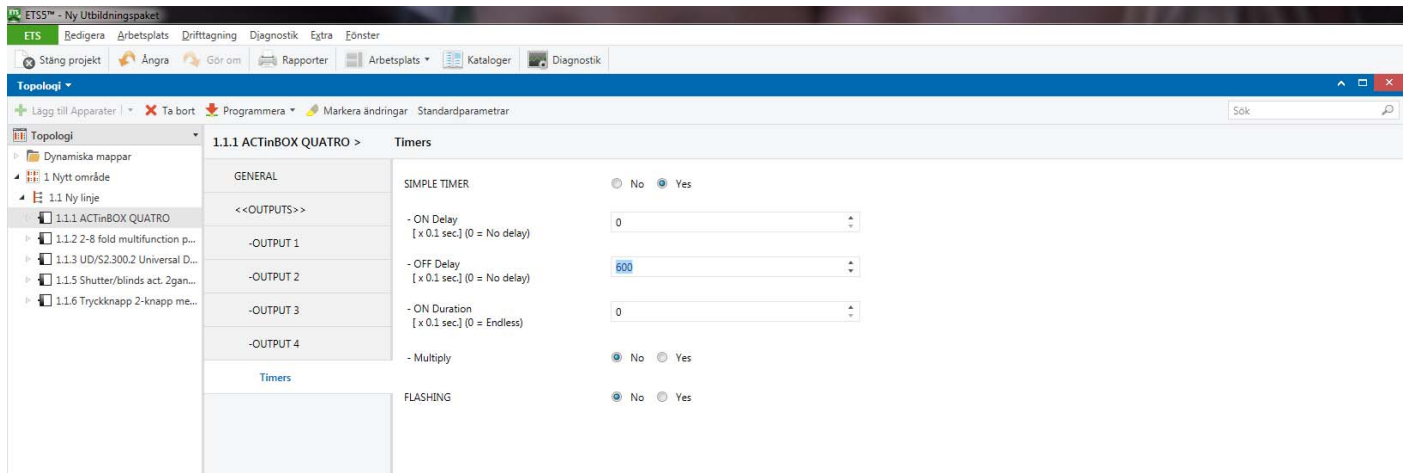 ETS5™ - Ny Utbildningspaket
ETS Redigera Arbetsplats Drifttagning Diagnostik Extra Fönster
Stäng projekt Ångra Gör om Rapporter Arbetsplats Kataloger Diagnostik
Topologi
Lägg till Apparater Ta bort Programmera Markera ändringar Standardparametrar Sök
Topologi
Dynamiska mappar
1 Nytt område
1.1 Ny linje
1.1.1 ACTinBOX QUATRO
1.1.2 2-8 fold multifunction p...
1.1.3 UD/S2.300.2 Universal D...
1.1.5 Shutter/blinds act. 2gan...
1.1.6 Tryckknapp 2-knapp me...
1.1.1 ACTinBOX QUATRO > Timers
GENERAL
<<OUTPUTS>>
-OUTPUT 1
-OUTPUT 2
-OUTPUT 3
-OUTPUT 4
Timers
SIMPLE TIMER No Yes
- ON Delay
[ x 0.1 sec.] (0 = No delay)
0
- OFF Delay
[ x 0.1 sec.] (0 = No delay)
600
- ON Duration
[ x 0.1 sec.] (0 = Endless)
0
- Multiply No Yes
FLASHING No Yes